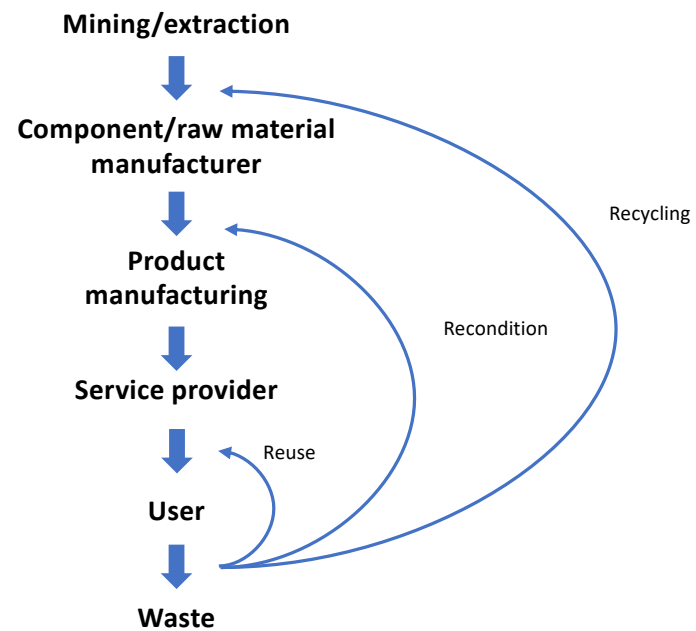 Mining/extraction
Component/raw material
manufacturer
Recycling
Product
manufacturing
Recondition
Service provider
Reuse
User
Waste